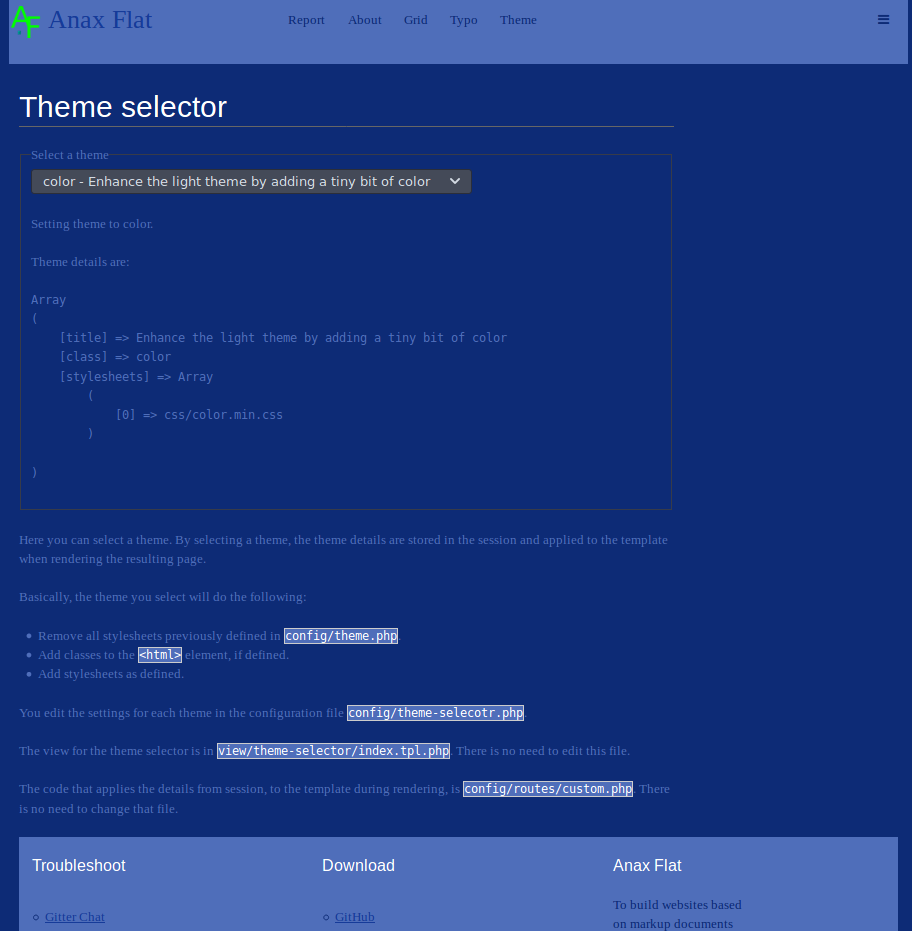 AF Anax Flat
Report About Grid Typo Theme
Theme selector
Select a theme
color - Enhance the light theme by adding a tiny bit of color
Setting theme to color.
Theme details are:
Array
(
    [title] => Enhance the light theme by adding a tiny bit of color
    [class] => color
    [stylesheets] => Array
        (
            [0] => css/color.min.css
        )
)
Here you can select a theme. By selecting a theme, the theme details are stored in the session and applied to the template
when rendering the resulting page.
Basically, the theme you select will do the following:
Remove all stylesheets previously defined in config/theme.php.
Add classes to the <html> element, if defined.
Add stylesheets as defined.
You edit the settings for each theme in the configuration file config/theme-selecotr.php.
The view for the theme selector is in view/theme-selector/index.tpl.php. There is no need to edit this file.
The code that applies the details from session, to the template during rendering, is config/routes/custom.php. There
is no need to change that file.
Troubleshoot
Gitter Chat
Download
GitHub
Anax Flat
To build websites based
on markup documents